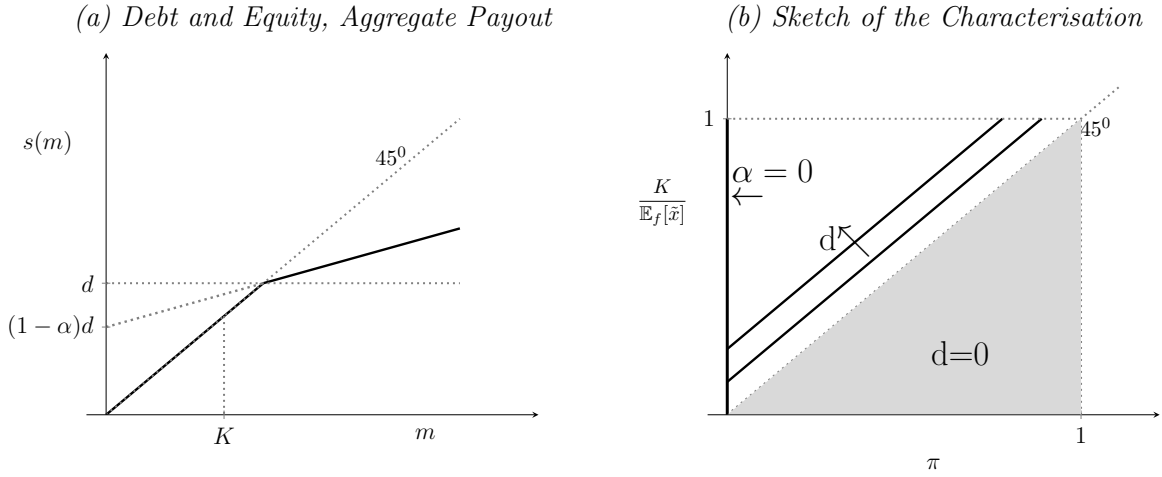 (a) Debt and Equity, Aggregate Payout
s(m)
45⁰
d
(1 − α)d
K
m
(b) Sketch of the Characterisation
1
45⁰
α = 0
K
𝔼_f[x̃]
d
d=0
1
π